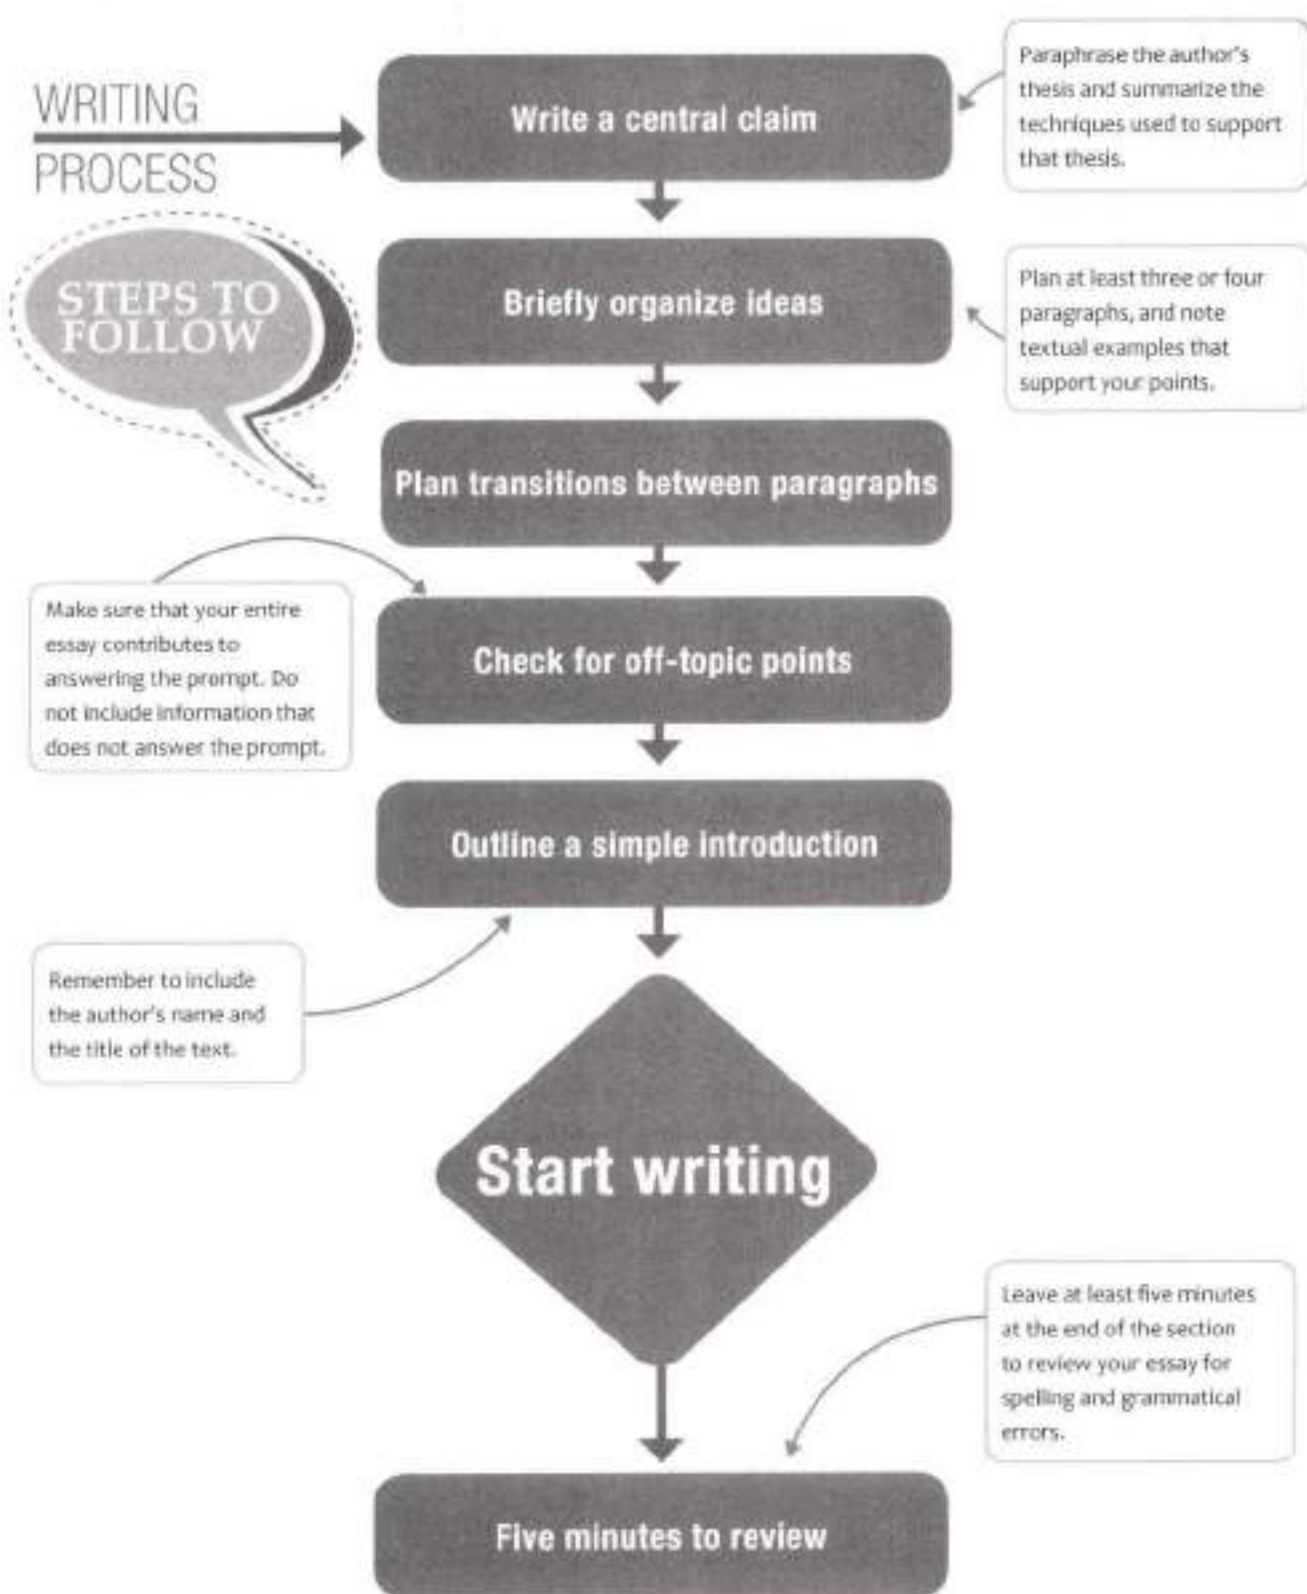 WRITING
PROCESS
STEPS TO
FOLLOW
Write a central claim
Paraphrase the author's
thesis and summarize the
techniques used to support
that thesis.
Briefly organize ideas
Plan at least three or four
paragraphs, and note
textual examples that
support your points.
Plan transitions between paragraphs
Make sure that your entire
essay contributes to
answering the prompt. Do
not include information that
does not answer the prompt.
Check for off-topic points
Outline a simple introduction
Remember to include
the author's name and
the title of the text.
Start writing
Leave at least five minutes
at the end of the section
to review your essay for
spelling and grammatical
errors.
Five minutes to review